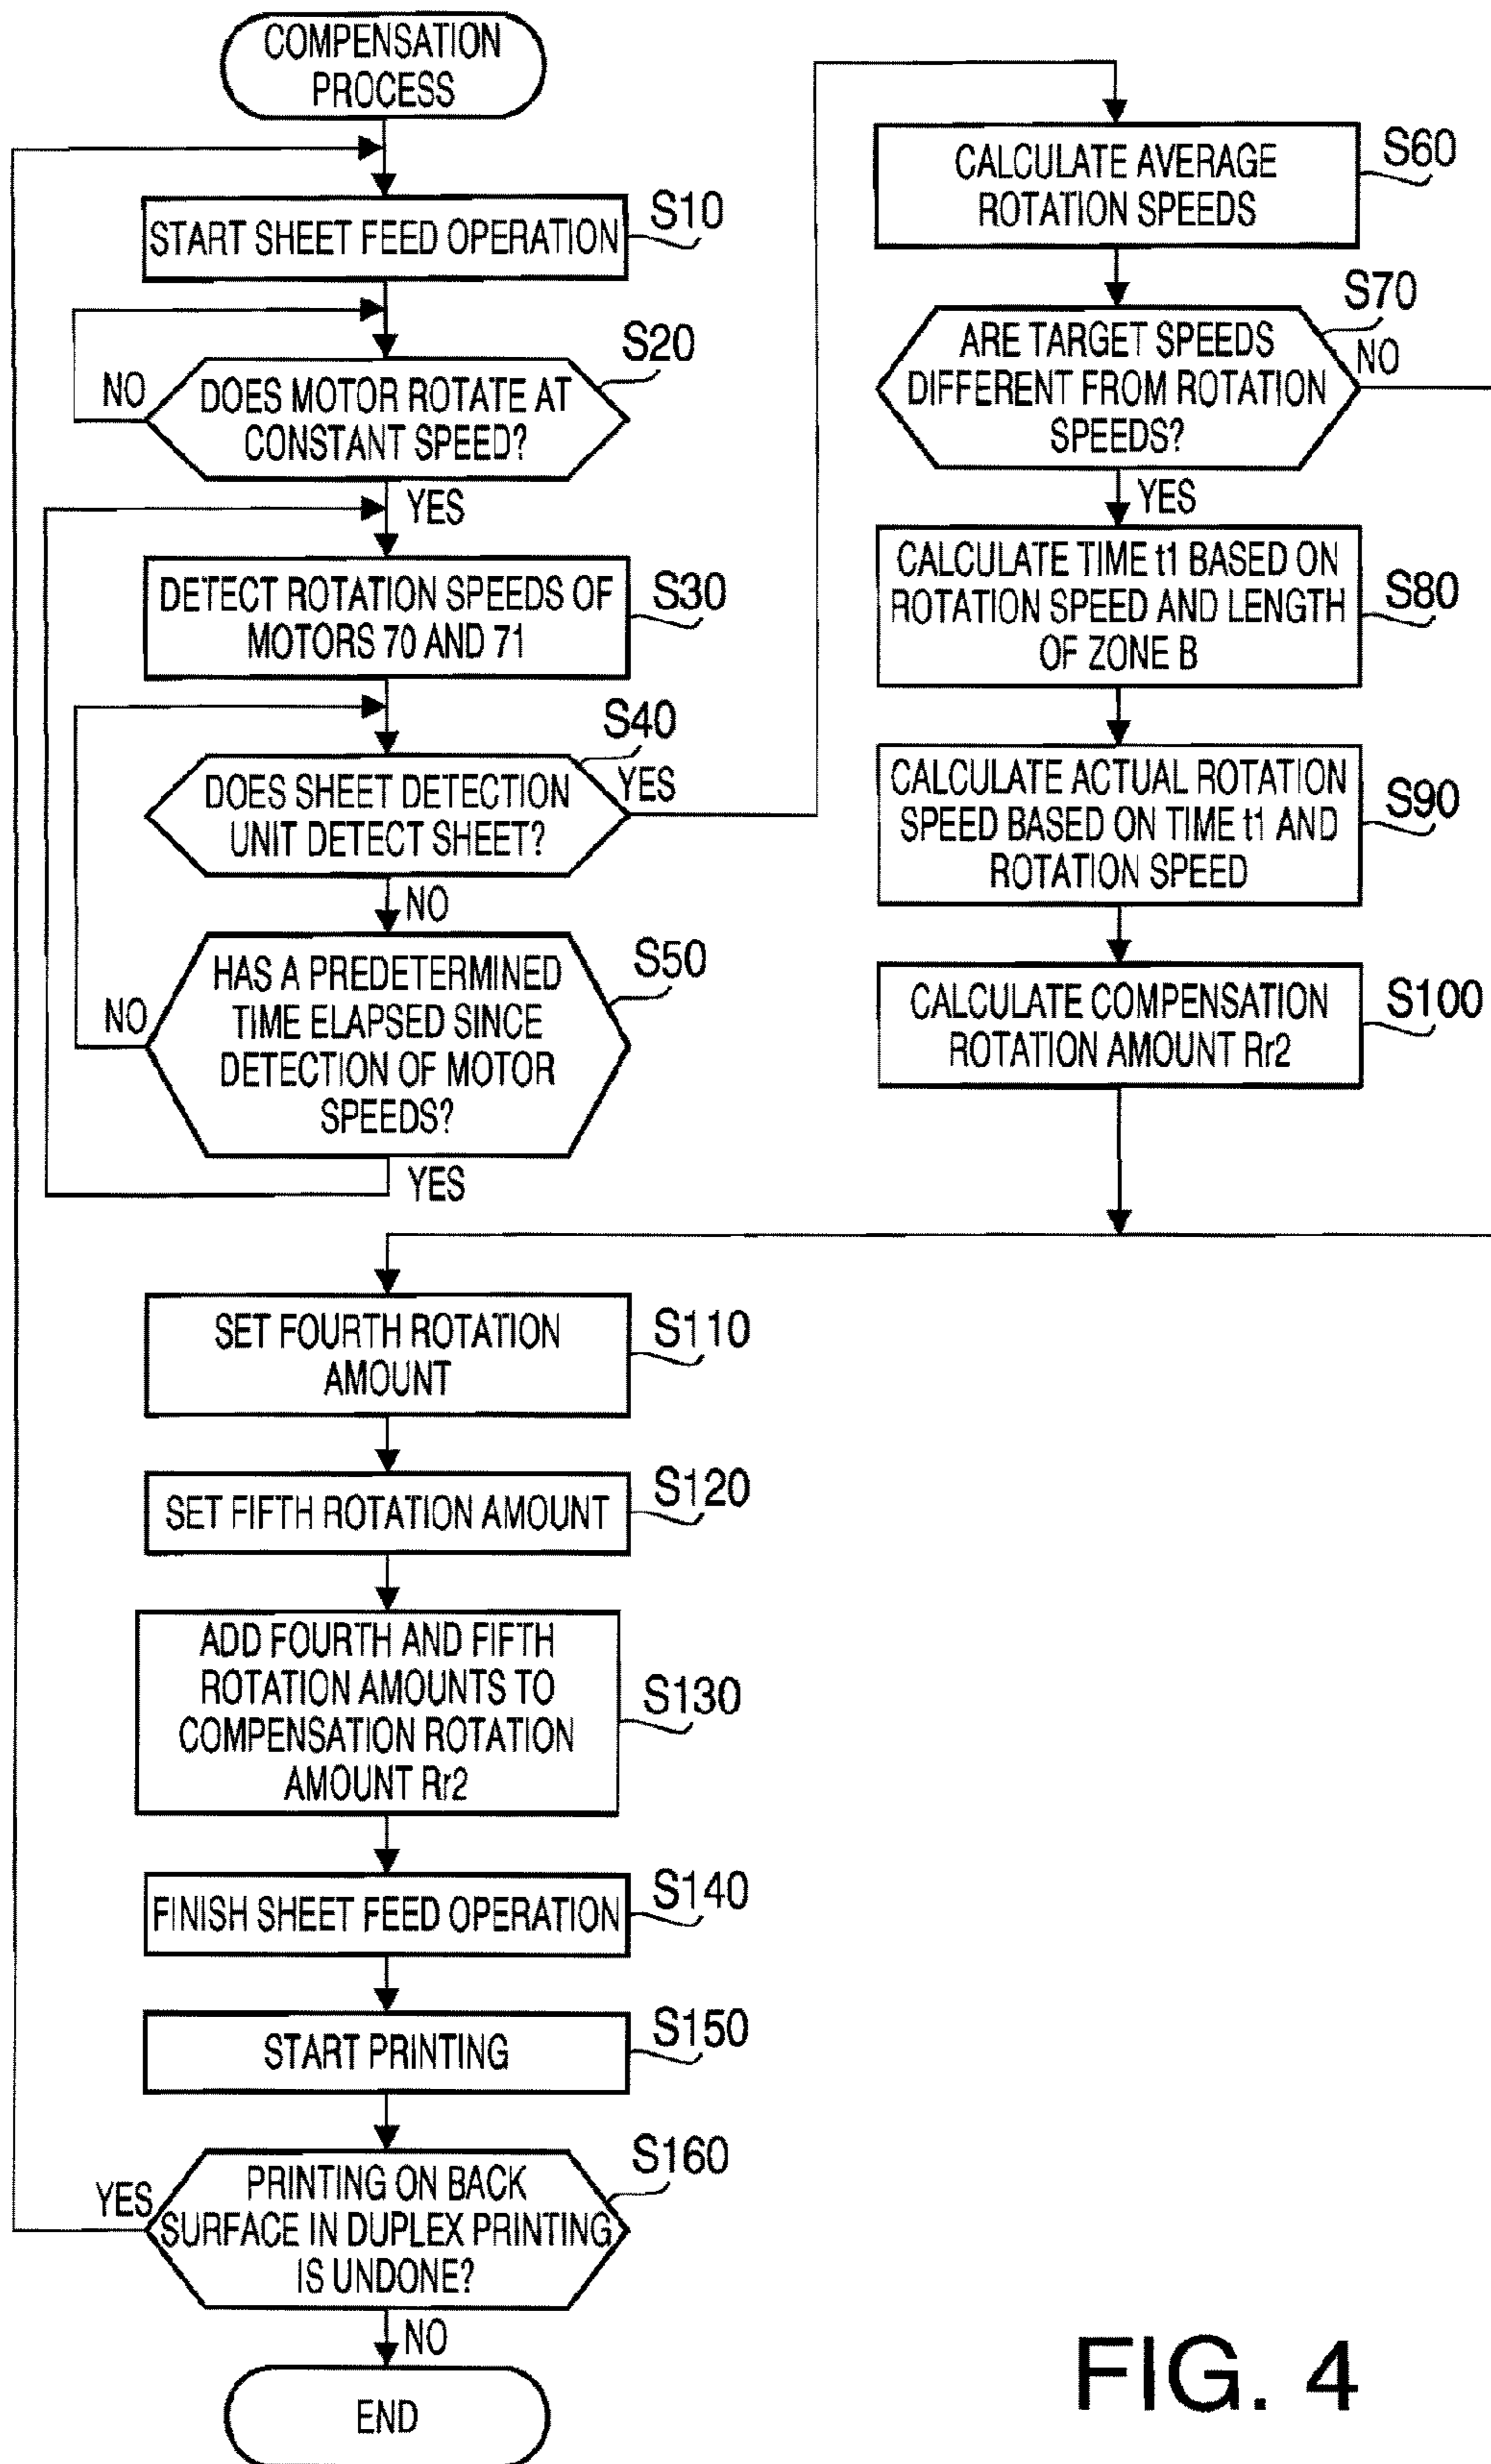 COMPENSATION
PROCESS
START SHEET FEED OPERATION
S10
DOES MOTOR ROTATE AT
CONSTANT SPEED?
S20
NO
YES
DETECT ROTATION SPEEDS OF
MOTORS 70 AND 71
S30
DOES SHEET DETECTION
UNIT DETECT SHEET?
S40
YES
NO
HAS A PREDETERMINED
TIME ELAPSED SINCE
DETECTION OF MOTOR
SPEEDS?
S50
NO
YES
CALCULATE AVERAGE
ROTATION SPEEDS
S60
ARE TARGET SPEEDS
DIFFERENT FROM ROTATION
SPEEDS?
S70
NO
YES
CALCULATE TIME t1 BASED ON
ROTATION SPEED AND LENGTH
OF ZONE B
S80
CALCULATE ACTUAL ROTATION
SPEED BASED ON TIME t1 AND
ROTATION SPEED
S90
CALCULATE COMPENSATION
ROTATION AMOUNT Rr2
S100
SET FOURTH ROTATION
AMOUNT
S110
SET FIFTH ROTATION AMOUNT
S120
ADD FOURTH AND FIFTH
ROTATION AMOUNTS TO
COMPENSATION ROTATION
AMOUNT Rr2
S130
FINISH SHEET FEED OPERATION
S140
START PRINTING
S150
PRINTING ON BACK
SURFACE IN DUPLEX PRINTING
IS UNDONE?
S160
YES
NO
END
FIG. 4